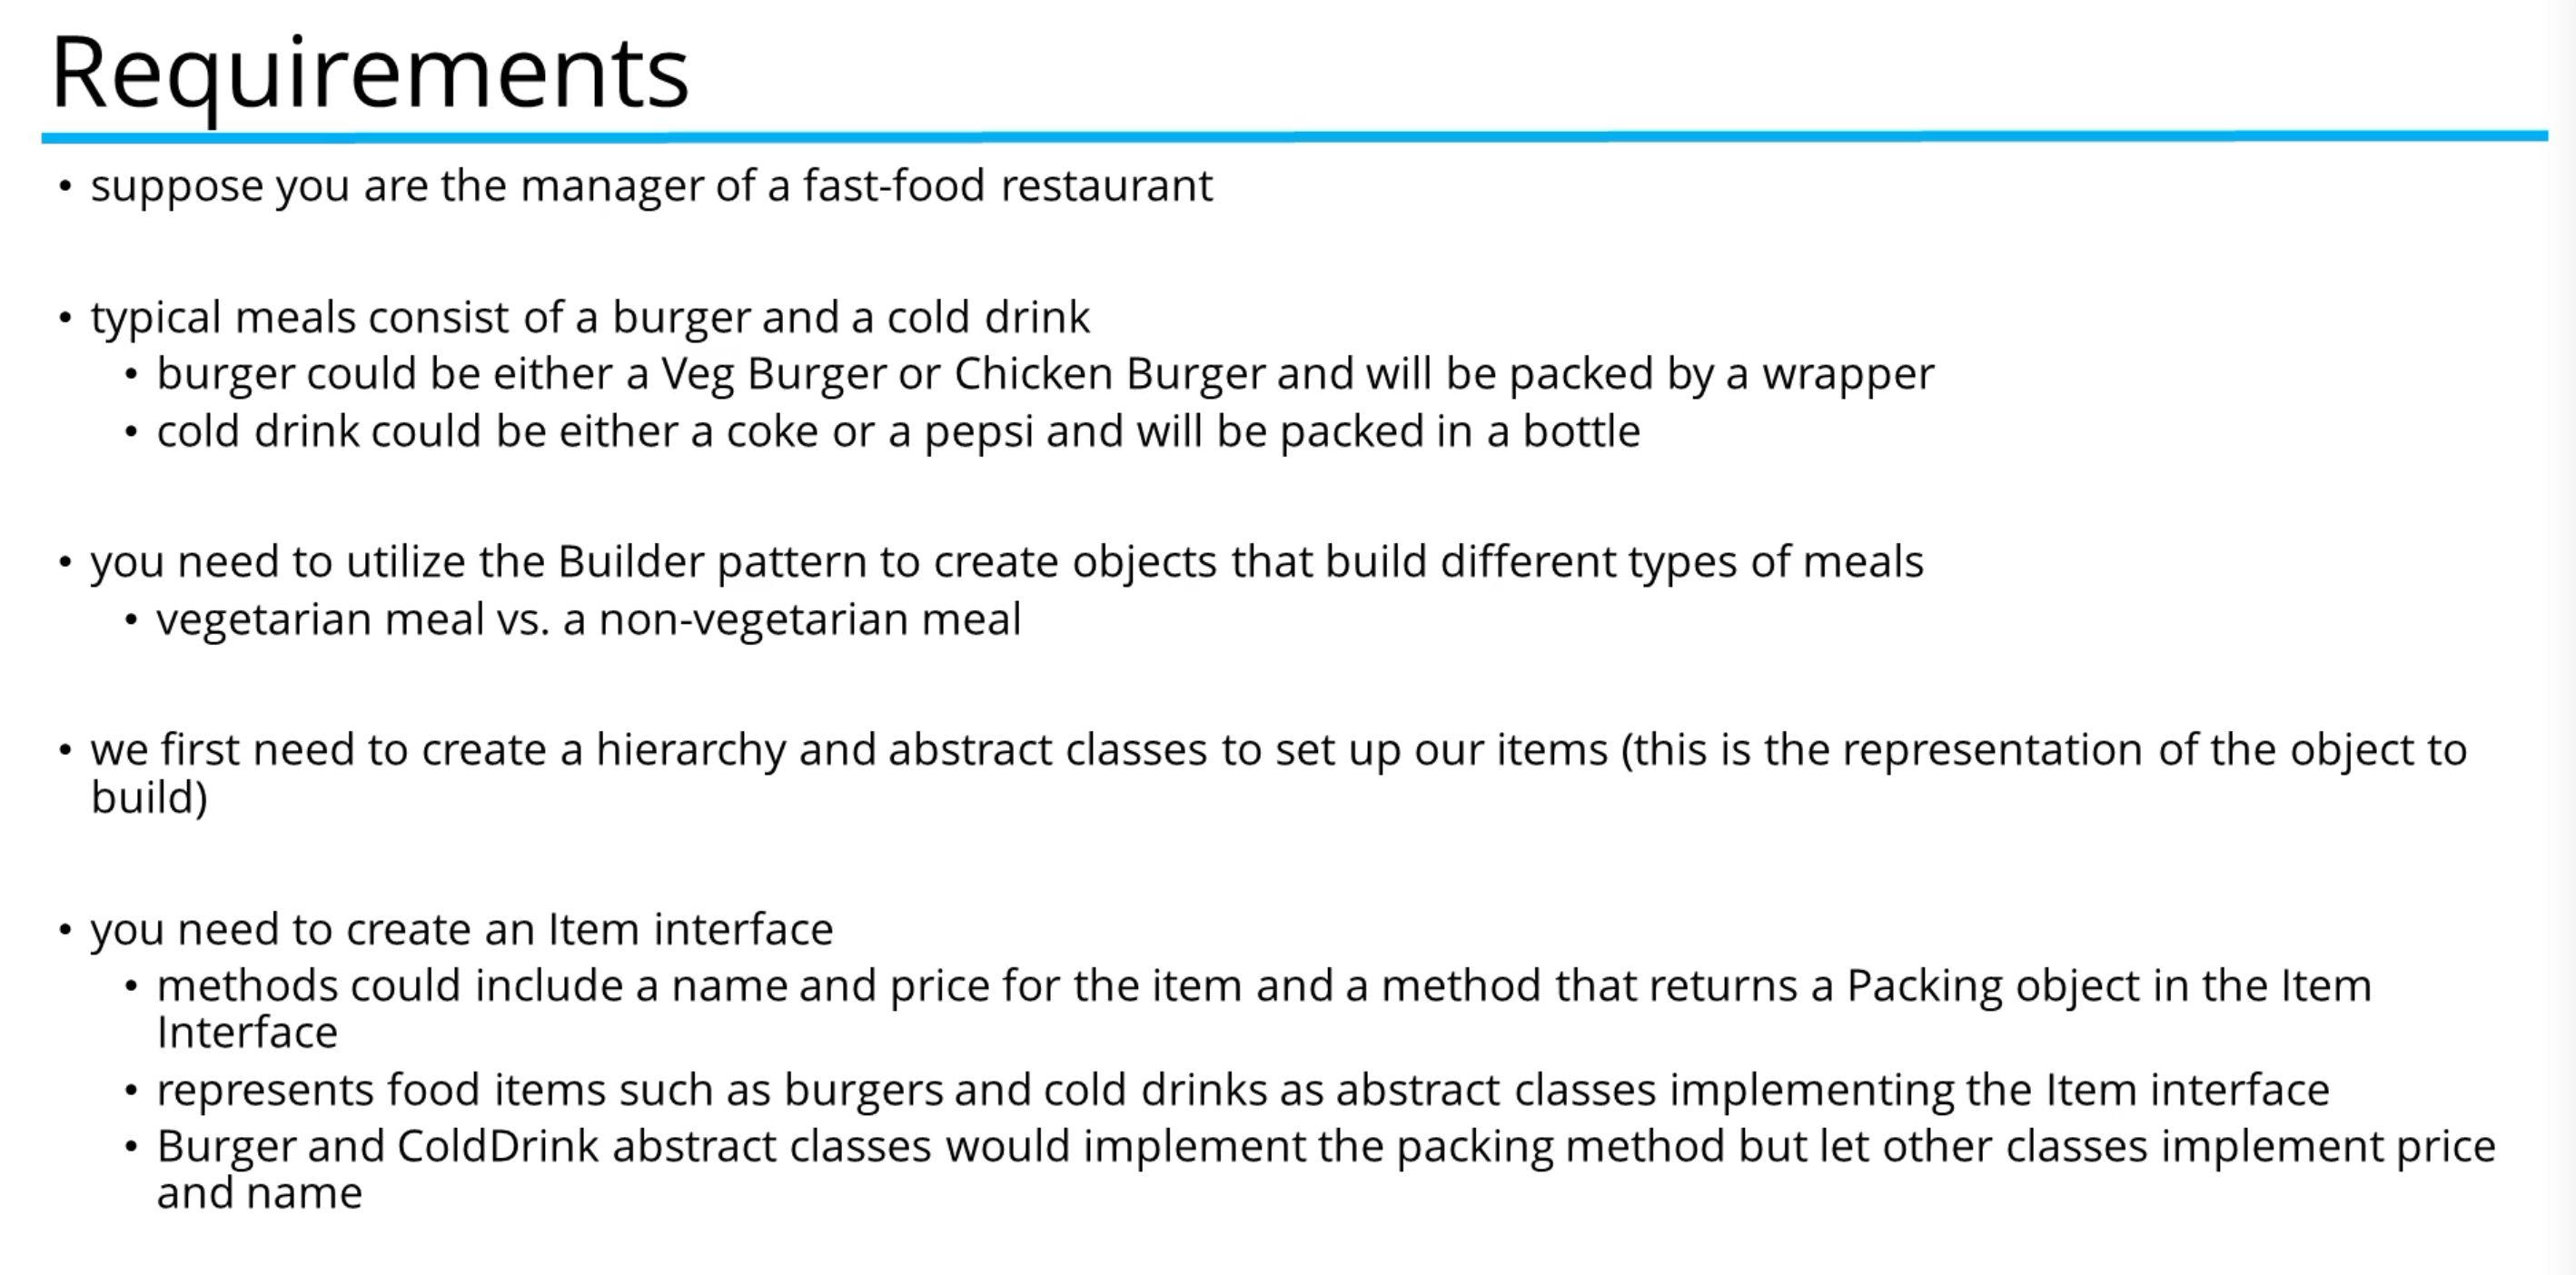 Requirements
• suppose you are the manager of a fast-food restaurant
• typical meals consist of a burger and a cold drink
• burger could be either a Veg Burger or Chicken Burger and will be packed by a wrapper
• cold drink could be either a coke or a pepsi and will be packed in a bottle
• you need to utilize the Builder pattern to create objects that build different types of meals
• vegetarian meal vs. a non-vegetarian meal
• we first need to create a hierarchy and abstract classes to set up our items (this is the representation of the object to
build)
• you need to create an Item interface
• methods could include a name and price for the item and a method that returns a Packing object in the Item
Interface
• represents food items such as burgers and cold drinks as abstract classes implementing the Item interface
• Burger and ColdDrink abstract classes would implement the packing method but let other classes implement price
and name